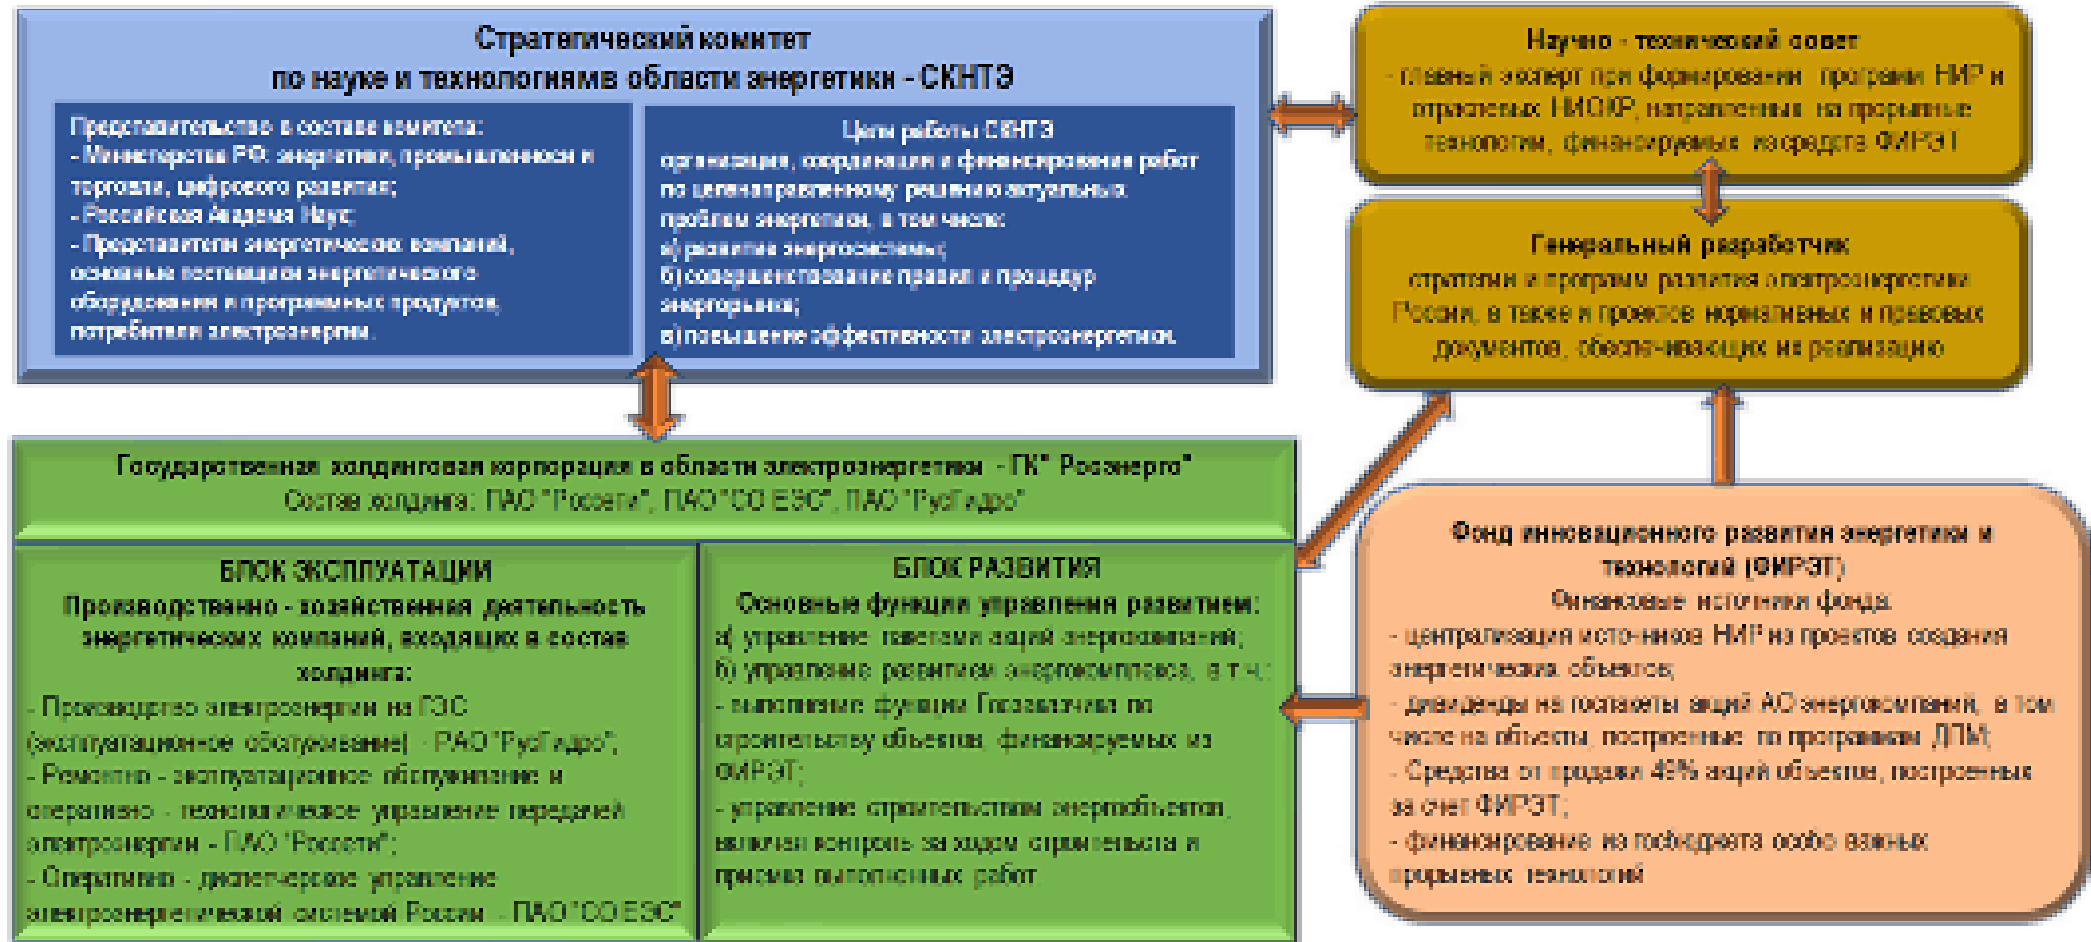 Стратегический комитет
по науке и технологиямв области энергетики - СКНТЭ
Представительство в составе комитета:
- Министерства РФ: энергетики, промышленноси и
торговли, цифрового развития;
- Российская Академя Наук;
- Представители энергетических компаний,
основные поставщики энергетического
оборудования и программных продуктов,
потребители электроэнергии.
Цели работы СКНТЭ
организация, координация и финансирование работ
по целенаправленному решению актуальных
проблем энергетики, в том числе:
а) развитие энергосистемы;
б) совершенствование правил и процедур
энергорынка;
в) повышение эффективности электроэнергетики.
Научно - технический совет
- главный эксперт при формировании программ НИР и
отраслевых НИОКР, направленных на прорывные
технологии, финансируемых из средств ФИРЭТ
Генеральный разработчик
стратегии и программ развития электроэнергетики
России, а также и проектов нормативных и правовых
документов, обеспечивающих их реализацию
Государственная холдинговая корпорация в области электроэнергетики - ГК" Росэнерго"
Состав холдинга: ПАО "Россети", ПАО "СО ЕЭС", ПАО "РусГидро"
БЛОК ЭКСПЛУАТАЦИИ
Производственно - хозяйственная деятельность
энергетических компаний, входящих в состав
холдинга:
- Производство электроэнергии на ГЭС
(эксплуатационное обслуживание) - РАО "РусГидро";
- Ремонтно - эксплуатационное обслуживание и
оперативно - технологическое управление передачей
электроэнергии - ПАО "Россети";
- Оперативно - диспетчерское управление
электроэнергетической системой России - ПАО "СО ЕЭС"
БЛОК РАЗВИТИЯ
Основные функции управления развитием:
а) управление пакетами акций энергокомпаний;
б) управление развитием энергокомплекса, в т.ч.:
- выполнение функции Госзаказчика по
строительству объектов, финансируемых из
ФИРЭТ;
- управление строительством энергообъектов,
включая контроль за ходом строительств и
приемка выполненных работ
Фонд инновационного развития энергетики и
технологий (ФИРЭТ)
Финансовые источники фонда:
- централизация источников НИР из проектов создания
энергетических объектов;
- дивиденды на госпакеты акций АО энергокомпаний, в том
числе на объекты, построенные по программам ДПМ;
- Средства от продажи 49% акций объектов, построенных
за счет ФИРЭТ;
- финансирование из госбюджета особо важных
прорывных технологий